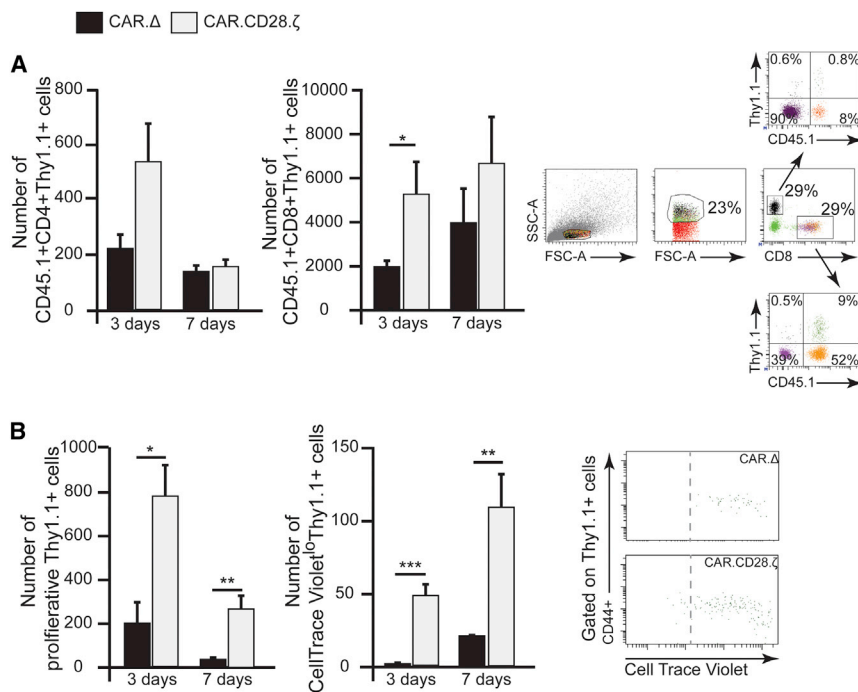 CAR.Δ CAR.CD28.ζ
A
Number of
CD45.1+CD4+Thy1.1+ cells
800
600
400
200
0
3 days 7 days
Number of
CD45.1+CD8+Thy1.1+ cells
10000
8000
6000
4000
2000
0
*
3 days 7 days
SSC-A
FSC-A
23%
FSC-A
29%
29%
CD8
0.6% 0.8%
90% 8%
Thy1.1
CD45.1
0.5% 9%
39% 52%
Thy1.1
CD45.1
B
Number of
prolfierative Thy1.1+ cells
1000
800
600
400
200
0
*
**
3 days 7 days
Number of
CellTrace VioletloThy1.1+ cells
150
100
50
0
***
**
3 days 7 days
Gated on Thy1.1+ cells
CD44+
CAR.Δ
CAR.CD28.ζ
Cell Trace Violet